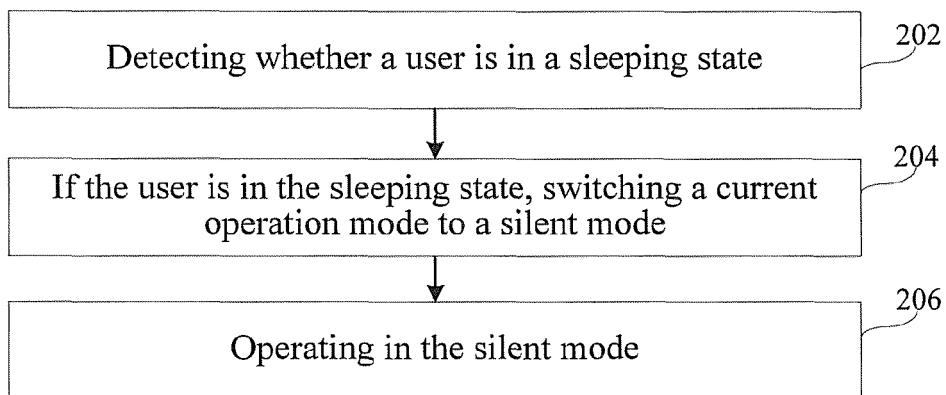 Detecting whether a user is in a sleeping state
202
If the user is in the sleeping state, switching a current
operation mode to a silent mode
204
Operating in the silent mode
206